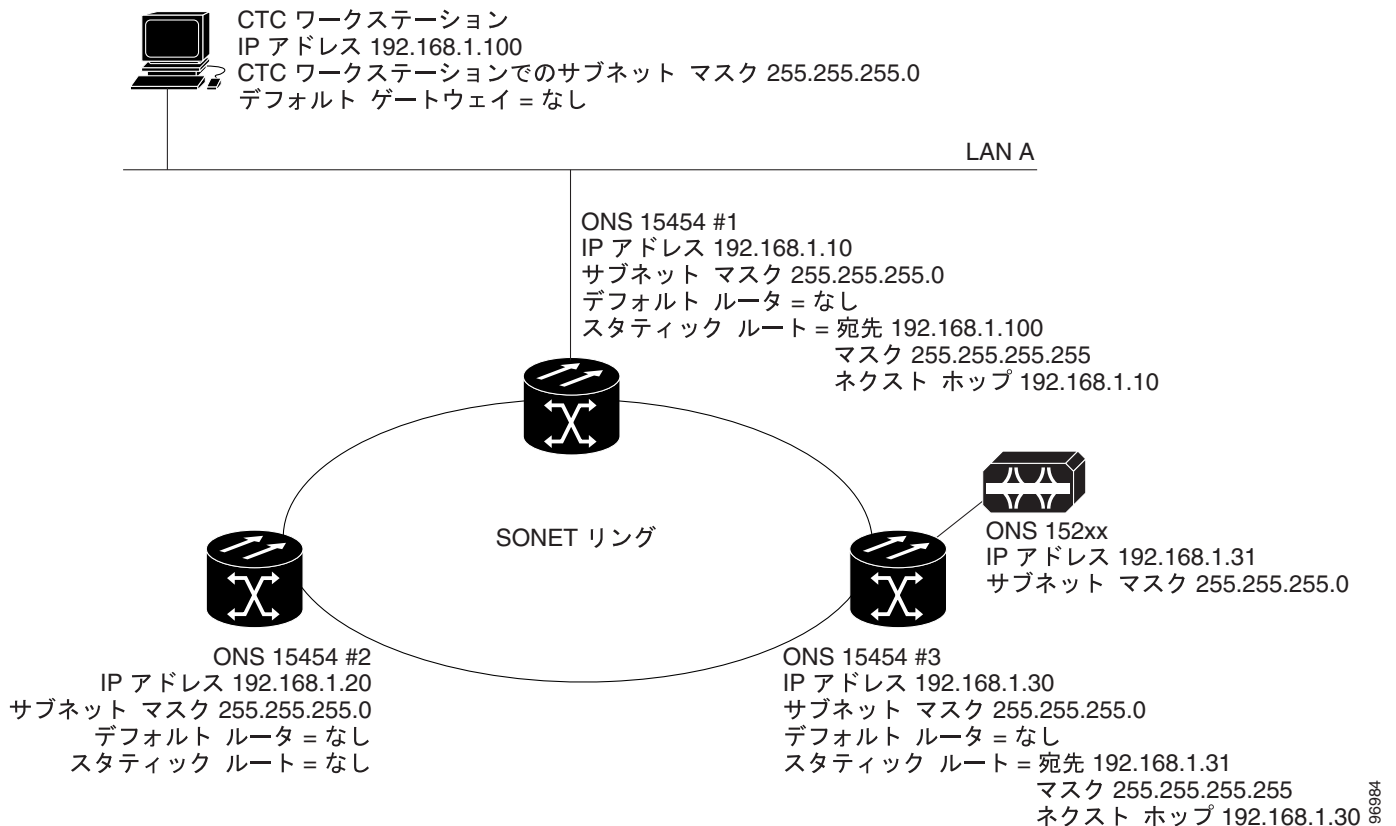 CTC ワークステーション
IP アドレス 192.168.1.100
CTC ワークステーションでのサブネット マスク 255.255.255.0
デフォルト ゲートウェイ = なし
LAN A
ONS 15454 #1
IP アドレス 192.168.1.10
サブネット マスク 255.255.255.0
デフォルト ルータ = なし
スタティック ルート = 宛先 192.168.1.100
マスク 255.255.255.255
ネクスト ホップ 192.168.1.10
SONET リング
ONS 152xx
IP アドレス 192.168.1.31
サブネット マスク 255.255.255.0
ONS 15454 #2
IP アドレス 192.168.1.20
サブネット マスク 255.255.255.0
デフォルト ルータ = なし
スタティック ルート = なし
ONS 15454 #3
IP アドレス 192.168.1.30
サブネット マスク 255.255.255.0
デフォルト ルータ = なし
スタティック ルート = 宛先 192.168.1.31
マスク 255.255.255.255
ネクスト ホップ 192.168.1.30
96984